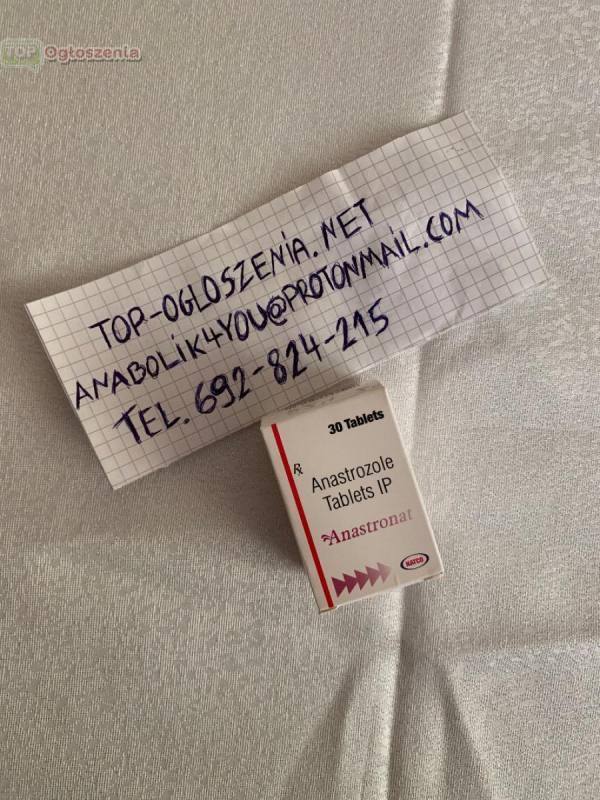 TOP Ogłoszenia
TOP-OGLOSZENiA.NET
ANABOLiK4YOU@PROTONMAiL.COM
TEL. 692-824-215
30 Tablets
Rx
Anastrozole
Tablets IP
Anastronat
NATCO